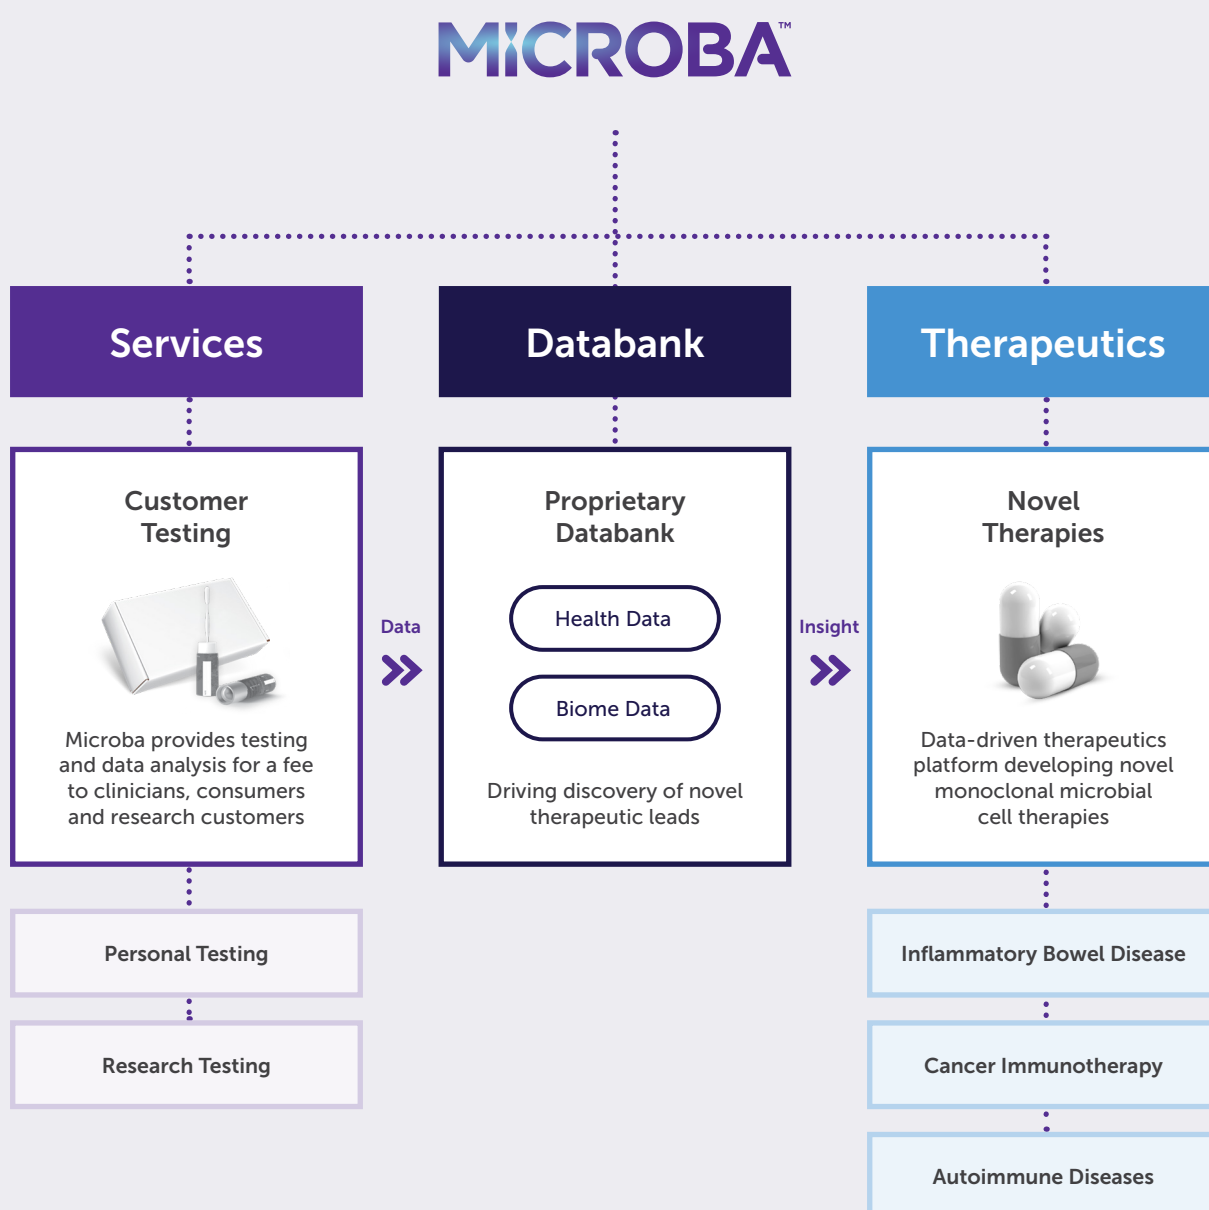 MICROBA™
Services
Databank
Therapeutics
Customer
Testing
Microba provides testing
and data analysis for a fee
to clinicians, consumers
and research customers
Data
Proprietary
Databank
Health Data
Biome Data
Driving discovery of novel
therapeutic leads
Insight
Novel
Therapies
Data-driven therapeutics
platform developing novel
monoclonal microbial
cell therapies
Personal Testing
Research Testing
Inflammatory Bowel Disease
Cancer Immunotherapy
Autoimmune Diseases